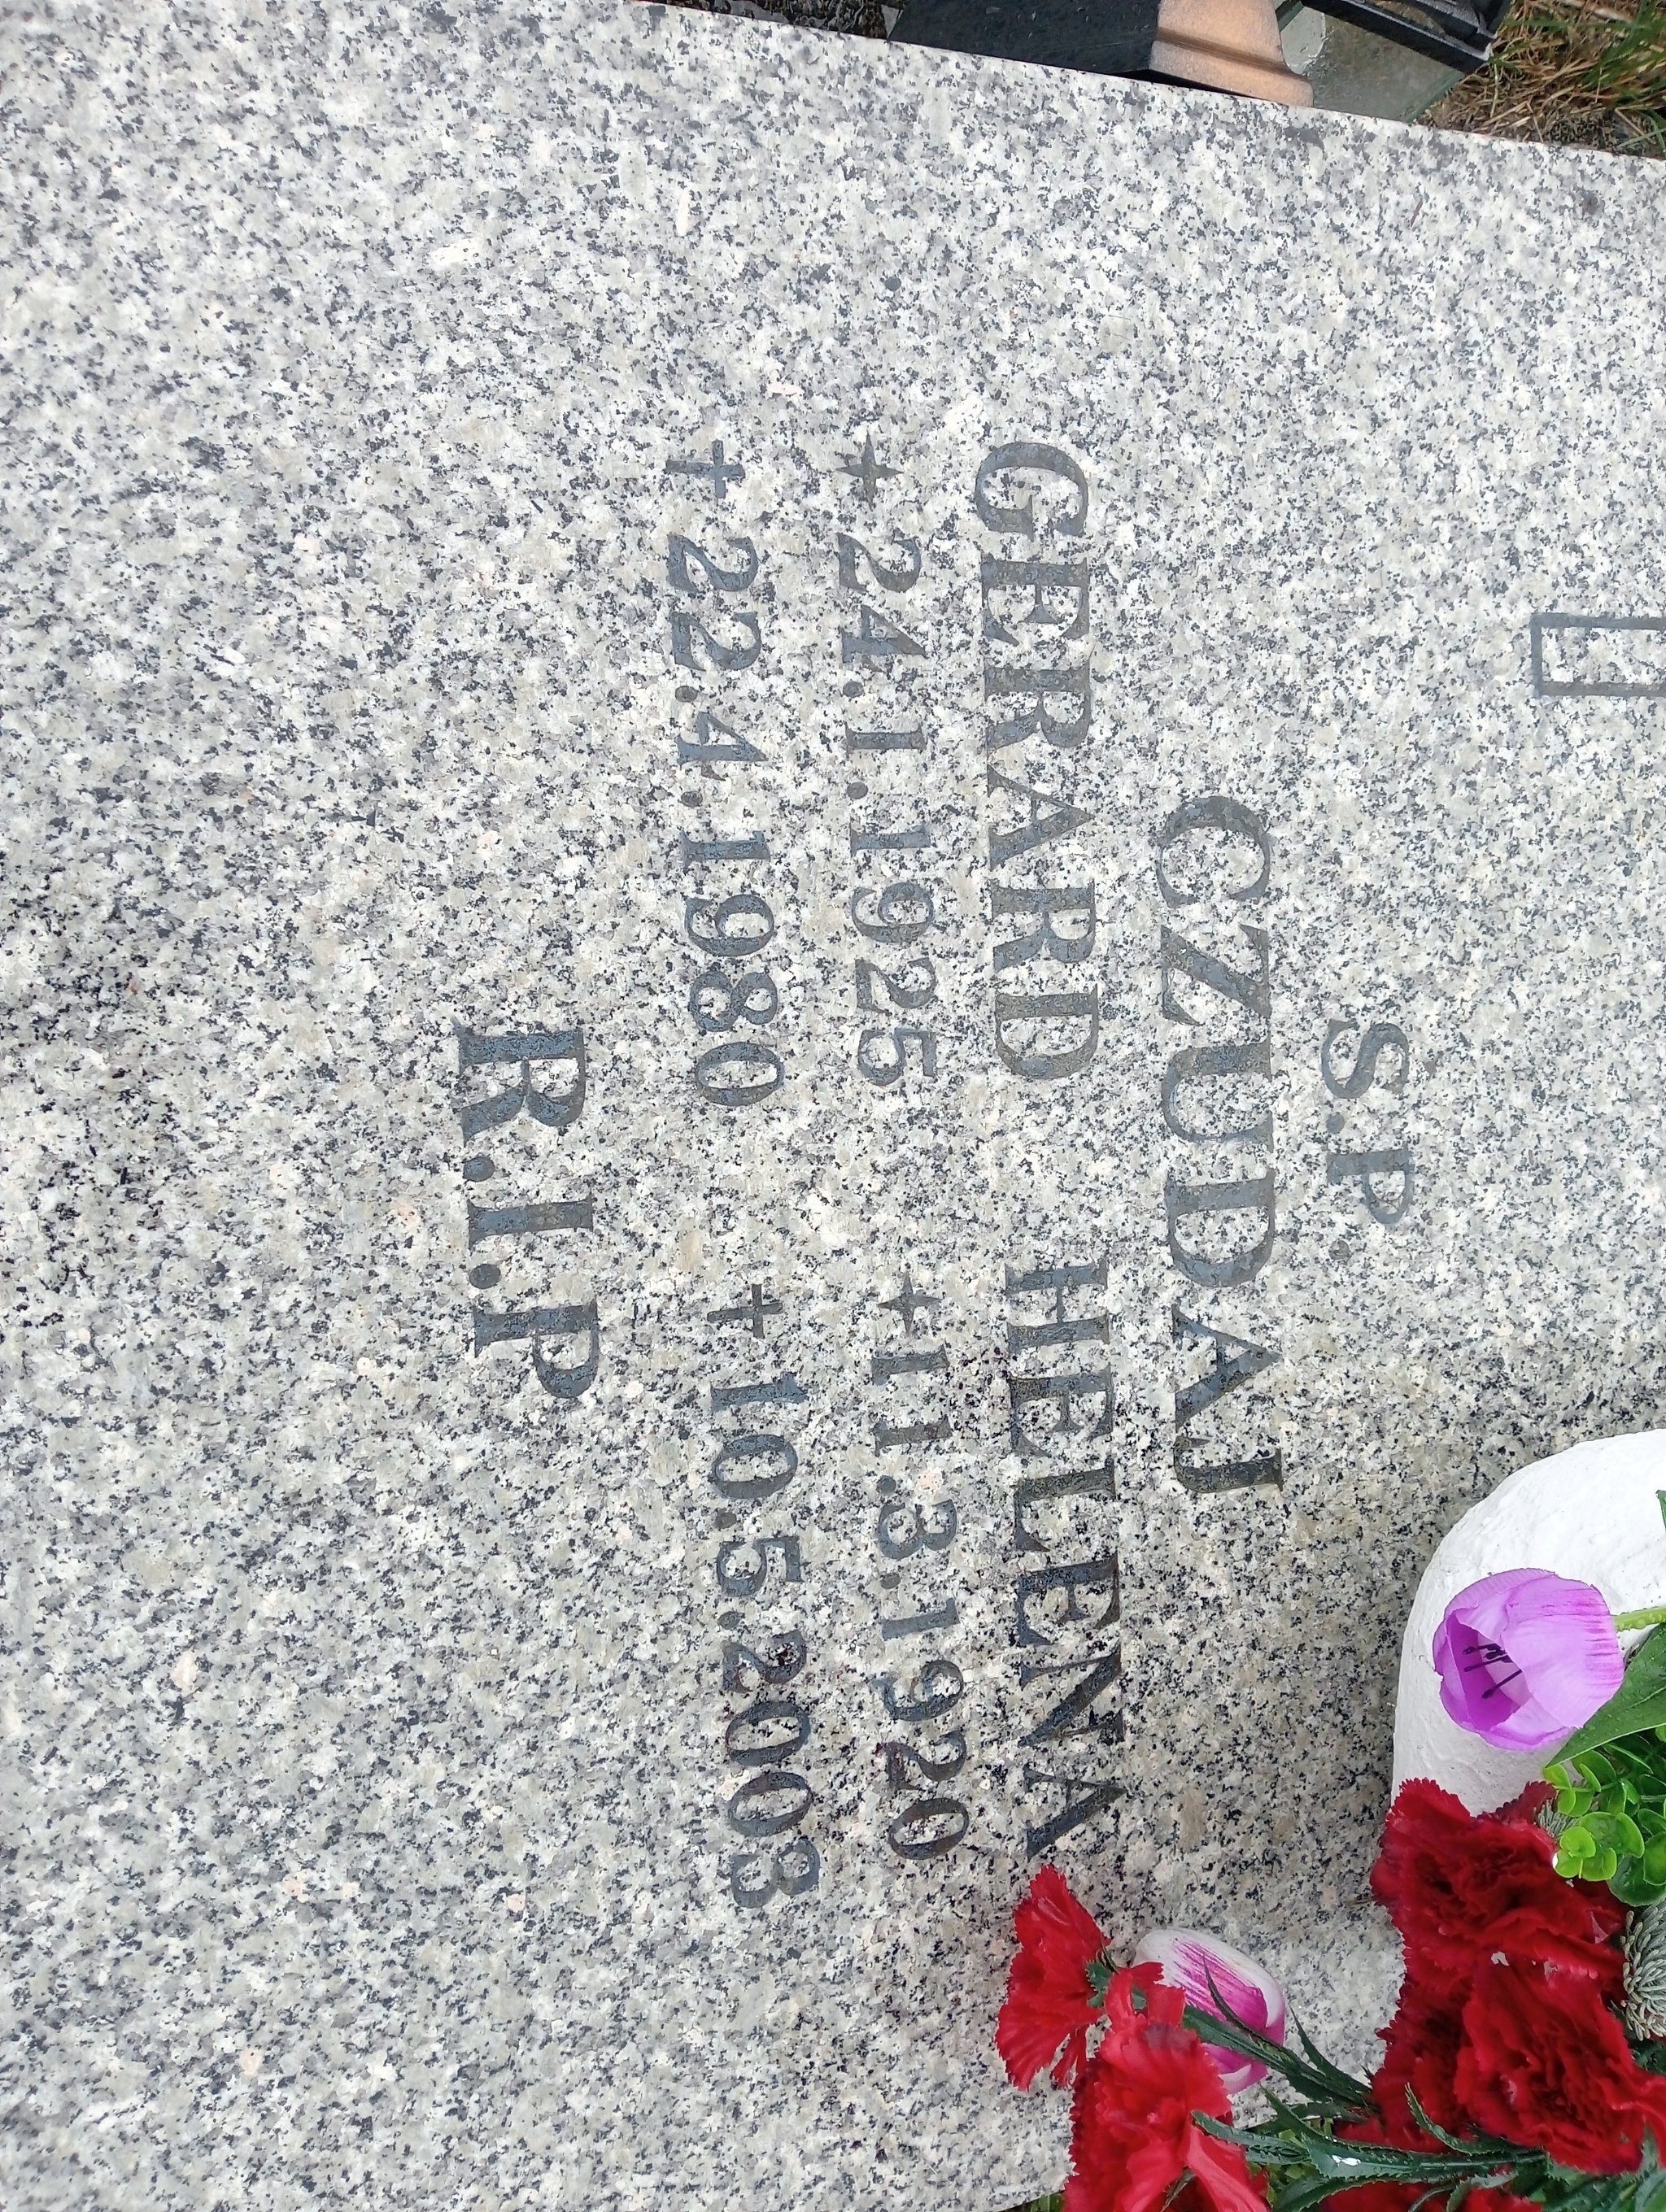 S.P.
CZUDAJ
GERARD HELENA
✦24.1.1925 ✦11.3.1920
✝22.4.1980 ✝10.5.2003
R.I.P